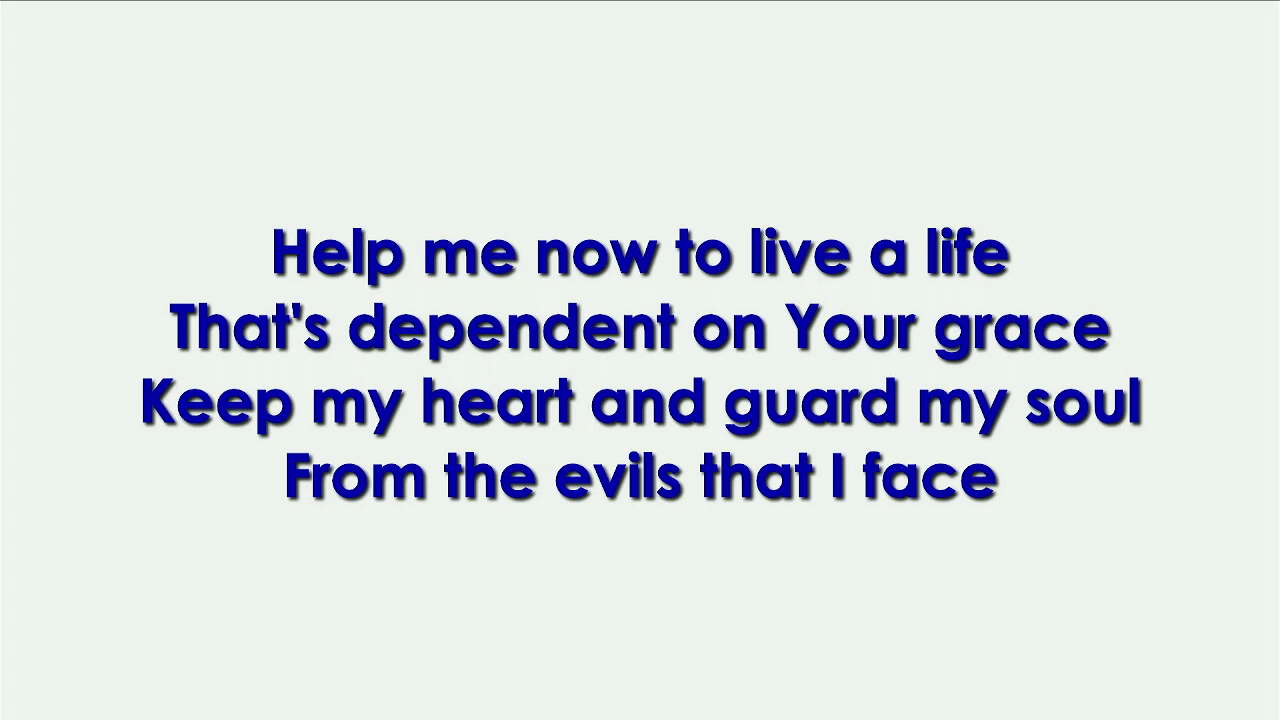 Help me now to live a life
That's dependent on Your grace
Keep my heart and guard my soul
From the evils that I face